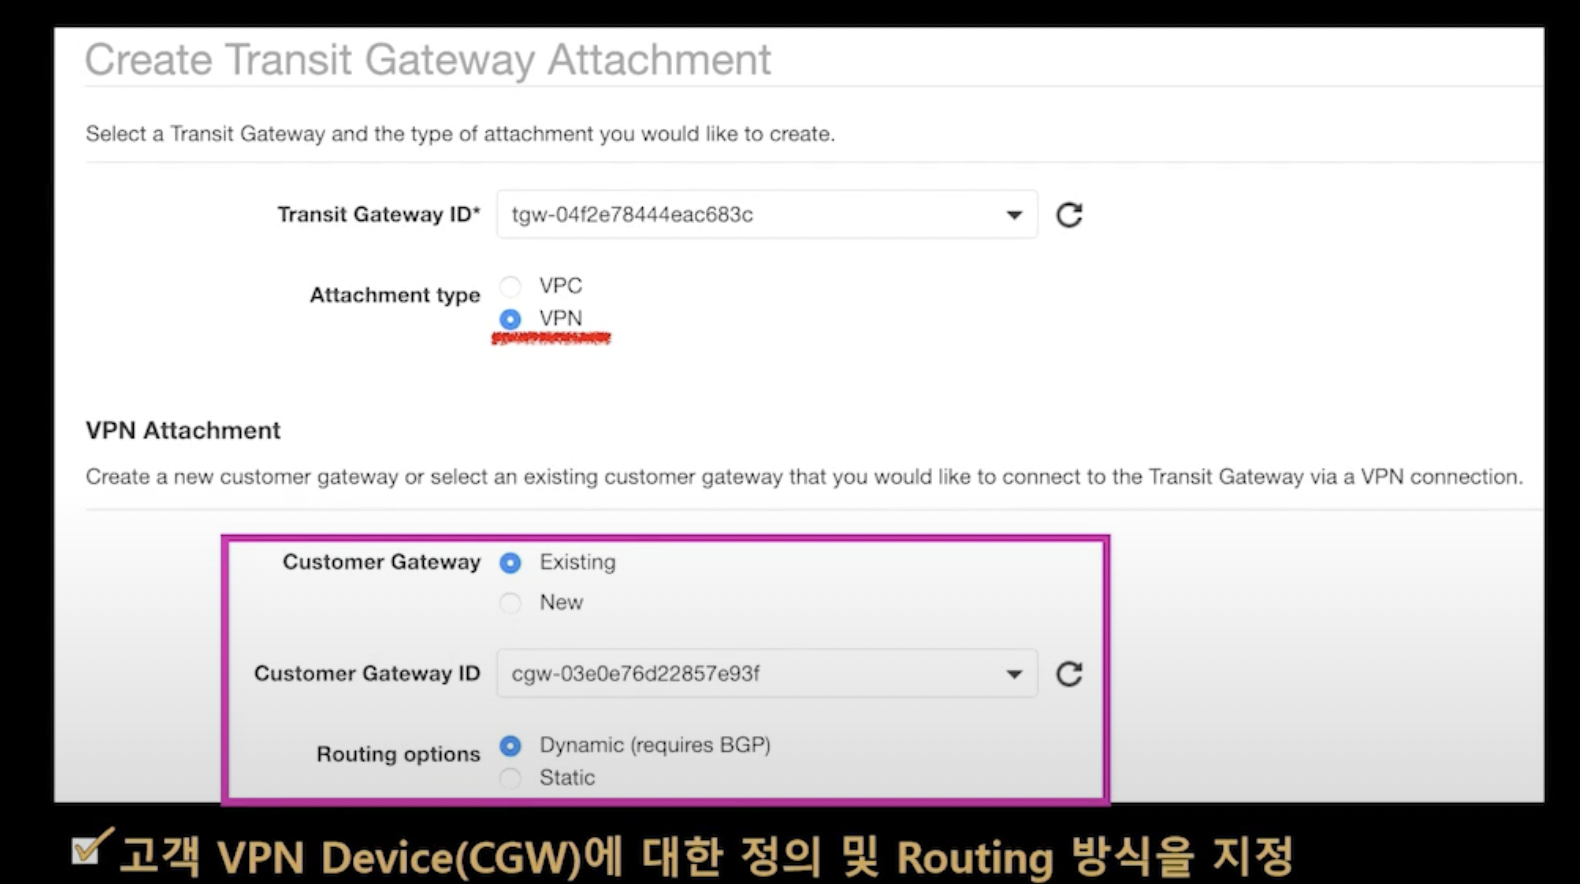 Create Transit Gateway Attachment
Select a Transit Gateway and the type of attachment you would like to create.
Transit Gateway ID* tgw-04f2e78444eac683c
Attachment type
VPC
VPN
VPN Attachment
Create a new customer gateway or select an existing customer gateway that you would like to connect to the Transit Gateway via a VPN connection.
Customer Gateway Existing
New
Customer Gateway ID cgw-03e0e76d22857e93f
Routing options
Dynamic (requires BGP)
Static
고객 VPN Device(CGW)에 대한 정의 및 Routing 방식을 지정